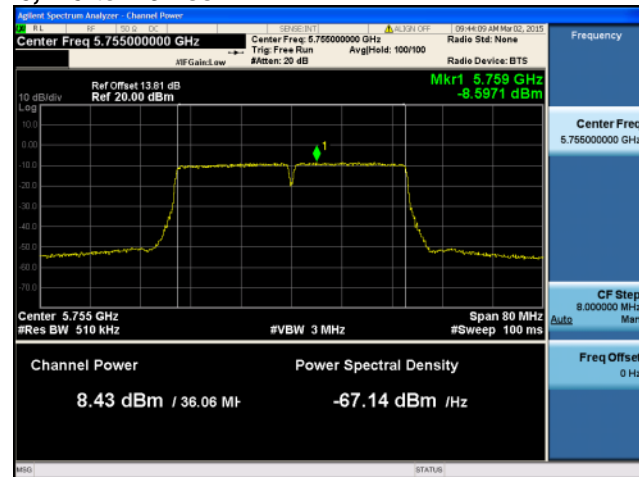 Agilent Spectrum Analyzer - Channel Power
RL RF 50 Ω DC SENSE:INT ALIGN OFF 09:44:09 AM Mar 02, 2015
Center Freq 5.755000000 GHz
Center Freq: 5.755000000 GHz
Radio Std: None
Trig: Free Run Avg|Hold: 100/100
#IFGain:Low #Atten: 20 dB Radio Device: BTS
Frequency
Mkr1 5.759 GHz
-8.5971 dBm
Ref Offset 13.81 dB
10 dB/div Ref 20.00 dBm
Log
10.0
0.00
-10.0
-20.0
-30.0
-40.0
-50.0
-60.0
-70.0
1
Center 5.755 GHz Span 80 MHz
#Res BW 510 kHz #VBW 3 MHz #Sweep 100 ms
Channel Power Power Spectral Density
8.43 dBm / 36.06 MH -67.14 dBm /Hz
Center Freq
5.755000000 GHz
CF Step
8.000000 MHz
Auto Man
Freq Offset
0 Hz
MSG STATUS